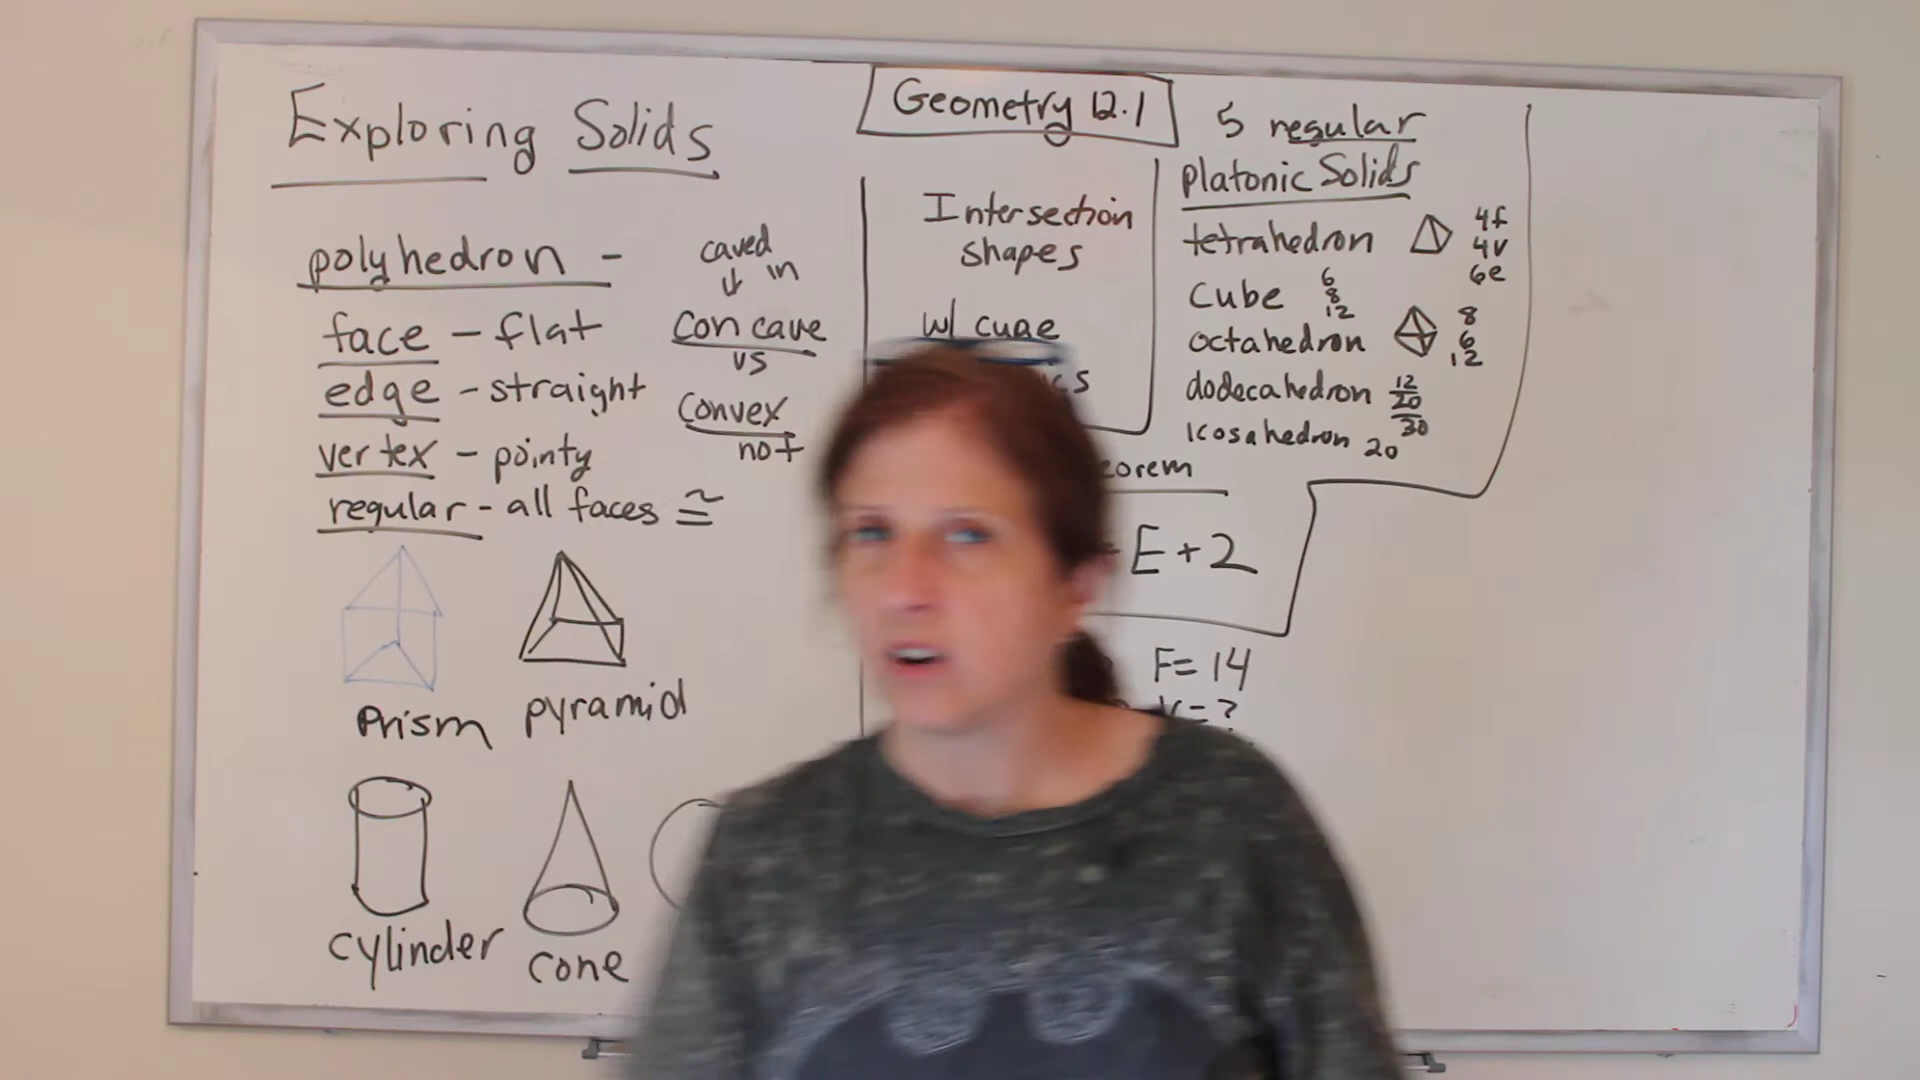 Geometry 12.1
Exploring Solids
polyhedron -
face - flat
edge - straight
vertex - pointy
regular - all faces ≅
caved
↓ in
Concave
vs
Convex
not
Prism
pyramid
cylinder
cone
Intersection
shapes
w/ cube
5 regular
platonic Solids
tetrahedron 4f
4v
6e
Cube 6
8
12
octahedron 8
6
12
dodecahedron 12
20
30
Icosahedron 20
E + 2
F = 14
V = ?